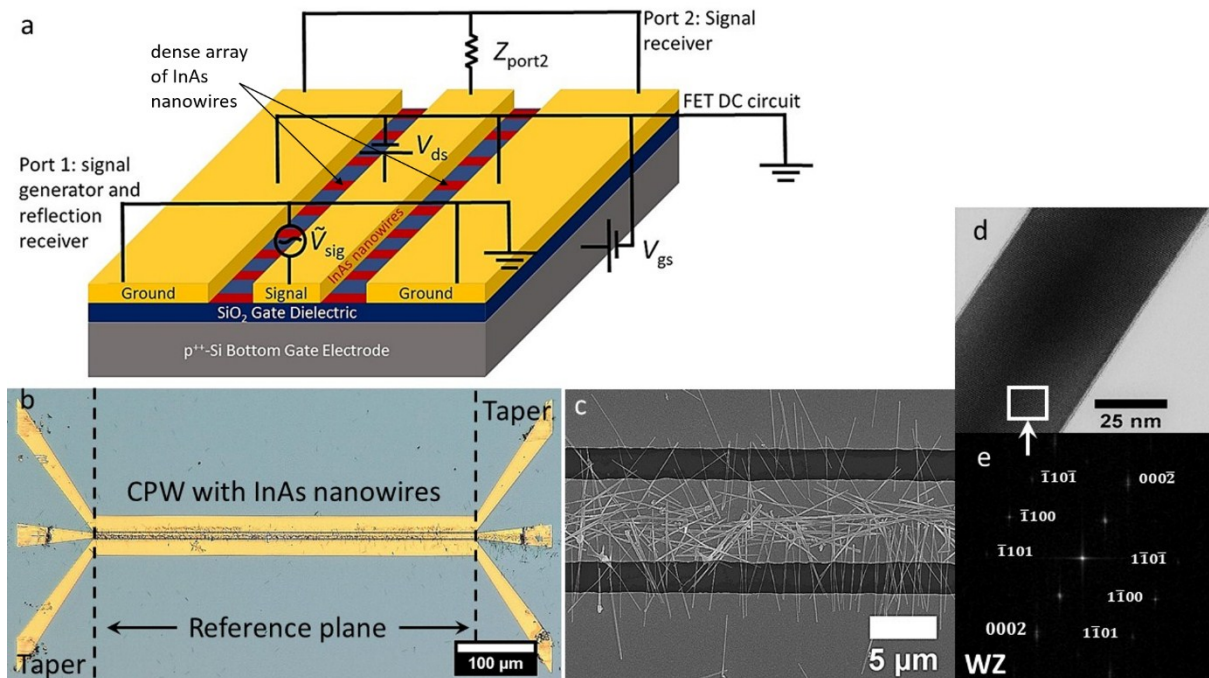 a
dense array
of InAs
nanowires
Z_port2
Port 2: Signal
receiver
FET DC circuit
V_ds
Port 1: signal
generator and
reflection
receiver
Ṽ_sig
InAs nanowires
V_gs
Ground
Signal
Ground
SiO₂ Gate Dielectric
p⁺⁺-Si Bottom Gate Electrode
b
Taper
CPW with InAs nanowires
Reference plane
100 µm
Taper
c
5 µm
d
25 nm
e
1̅101̅
0002̅
1̅100
1̅101
11̅01̅
11̅00
0002
11̅01
WZ